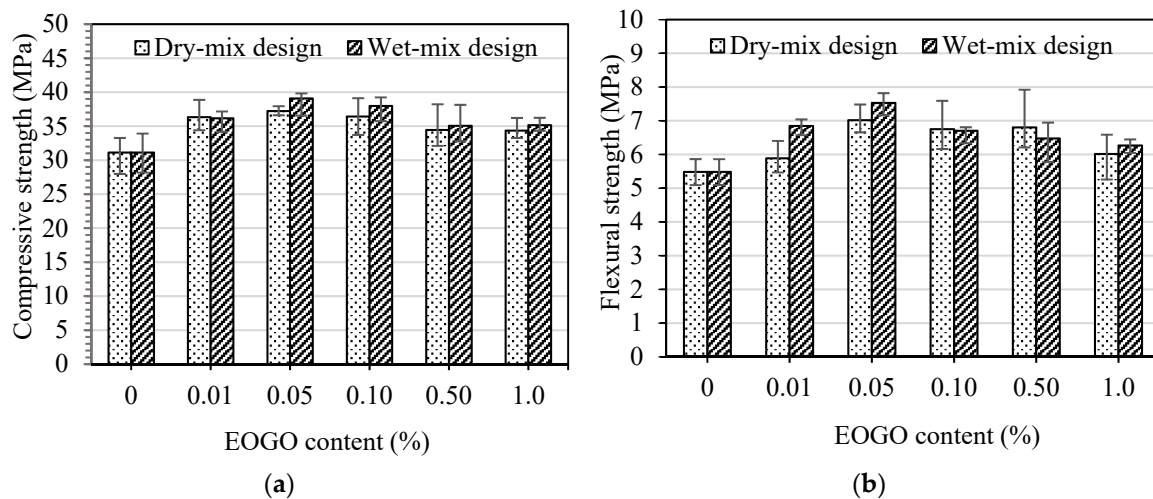 50
45
40
35
30
25
20
15
10
5
0
Compressive strength (MPa)
Dry-mix design Wet-mix design
0 0.01 0.05 0.10 0.50 1.0
EOGO content (%)
(a)
10
9
8
7
6
5
4
3
2
1
0
Flexural strength (MPa)
Dry-mix design Wet-mix design
0 0.01 0.05 0.10 0.50 1.0
EOGO content (%)
(b)